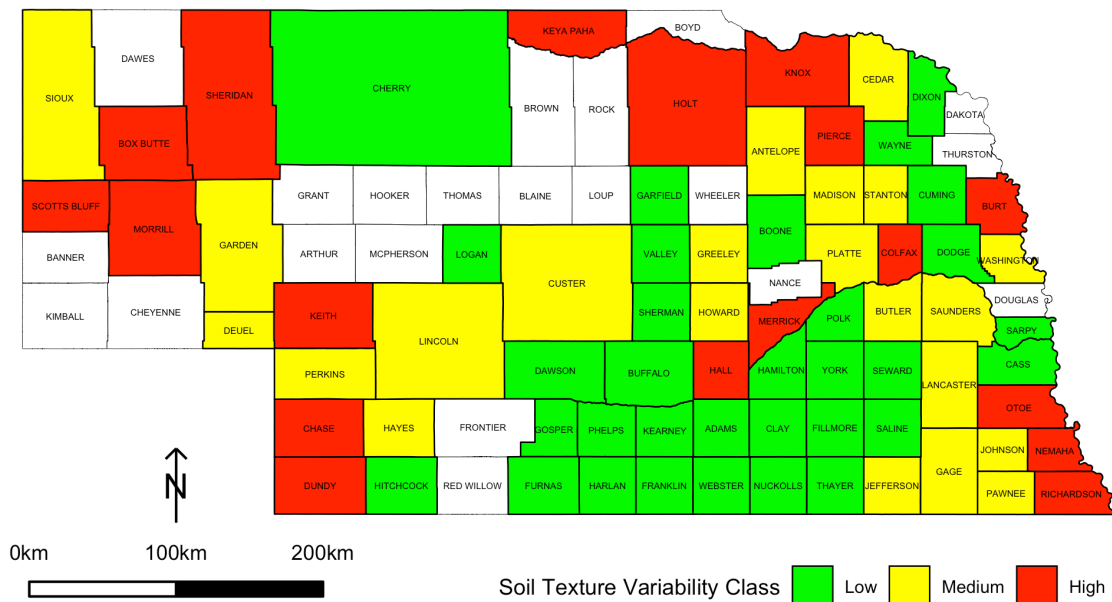 BOYD
KEYA PAHA
DAWES
KNOX
CEDAR
SIOUX
SHERIDAN
CHERRY
BROWN
ROCK
HOLT
DIXON
DAKOTA
BOX BUTTE
PIERCE
WAYNE
ANTELOPE
THURSTON
GRANT
HOOKER
THOMAS
BLAINE
LOUP
GARFIELD
WHEELER
MADISON
STANTON
CUMING
SCOTTS BLUFF
BURT
MORRILL
GARDEN
BOONE
BANNER
ARTHUR
MCPHERSON
LOGAN
VALLEY
GREELEY
PLATTE
COLFAX
DODGE
WASHINGTON
CUSTER
NANCE
KIMBALL
CHEYENNE
KEITH
SHERMAN
HOWARD
MERRICK
POLK
BUTLER
SAUNDERS
DOUGLAS
DEUEL
LINCOLN
SARPY
PERKINS
DAWSON
BUFFALO
HALL
HAMILTON
YORK
SEWARD
CASS
LANCASTER
OTOE
CHASE
HAYES
FRONTIER
GOSPER
PHELPS
KEARNEY
ADAMS
CLAY
FILLMORE
SALINE
JOHNSON
NEMAHA
GAGE
DUNDY
HITCHCOCK
RED WILLOW
FURNAS
HARLAN
FRANKLIN
WEBSTER
NUCKOLLS
THAYER
JEFFERSON
PAWNEE
RICHARDSON
N
0km 100km 200km
Soil Texture Variability Class Low Medium High